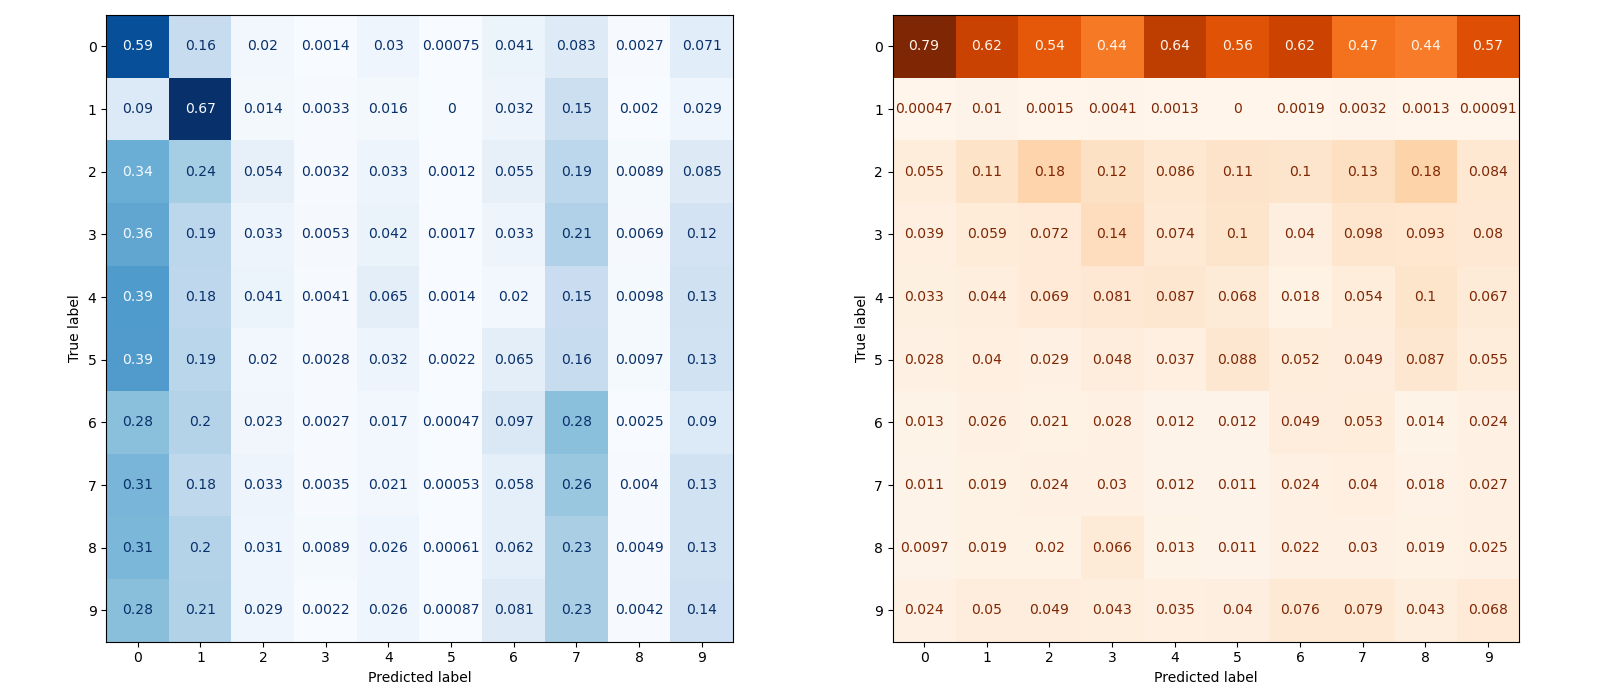 0 0.59 0.16 0.02 0.0014 0.03 0.00075 0.041 0.083 0.0027 0.071
1 0.09 0.67 0.014 0.0033 0.016 0 0.032 0.15 0.002 0.029
2 0.34 0.24 0.054 0.0032 0.033 0.0012 0.055 0.19 0.0089 0.085
3 0.36 0.19 0.033 0.0053 0.042 0.0017 0.033 0.21 0.0069 0.12
4 0.39 0.18 0.041 0.0041 0.065 0.0014 0.02 0.15 0.0098 0.13
5 0.39 0.19 0.02 0.0028 0.032 0.0022 0.065 0.16 0.0097 0.13
6 0.28 0.2 0.023 0.0027 0.017 0.00047 0.097 0.28 0.0025 0.09
7 0.31 0.18 0.033 0.0035 0.021 0.00053 0.058 0.26 0.004 0.13
8 0.31 0.2 0.031 0.0089 0.026 0.00061 0.062 0.23 0.0049 0.13
9 0.28 0.21 0.029 0.0022 0.026 0.00087 0.081 0.23 0.0042 0.14
0 1 2 3 4 5 6 7 8 9
True label
Predicted label
0 0.79 0.62 0.54 0.44 0.64 0.56 0.62 0.47 0.44 0.57
1 0.00047 0.01 0.0015 0.0041 0.0013 0 0.0019 0.0032 0.0013 0.00091
2 0.055 0.11 0.18 0.12 0.086 0.11 0.1 0.13 0.18 0.084
3 0.039 0.059 0.072 0.14 0.074 0.1 0.04 0.098 0.093 0.08
4 0.033 0.044 0.069 0.081 0.087 0.068 0.018 0.054 0.1 0.067
5 0.028 0.04 0.029 0.048 0.037 0.088 0.052 0.049 0.087 0.055
6 0.013 0.026 0.021 0.028 0.012 0.012 0.049 0.053 0.014 0.024
7 0.011 0.019 0.024 0.03 0.012 0.011 0.024 0.04 0.018 0.027
8 0.0097 0.019 0.02 0.066 0.013 0.011 0.022 0.03 0.019 0.025
9 0.024 0.05 0.049 0.043 0.035 0.04 0.076 0.079 0.043 0.068
0 1 2 3 4 5 6 7 8 9
True label
Predicted label